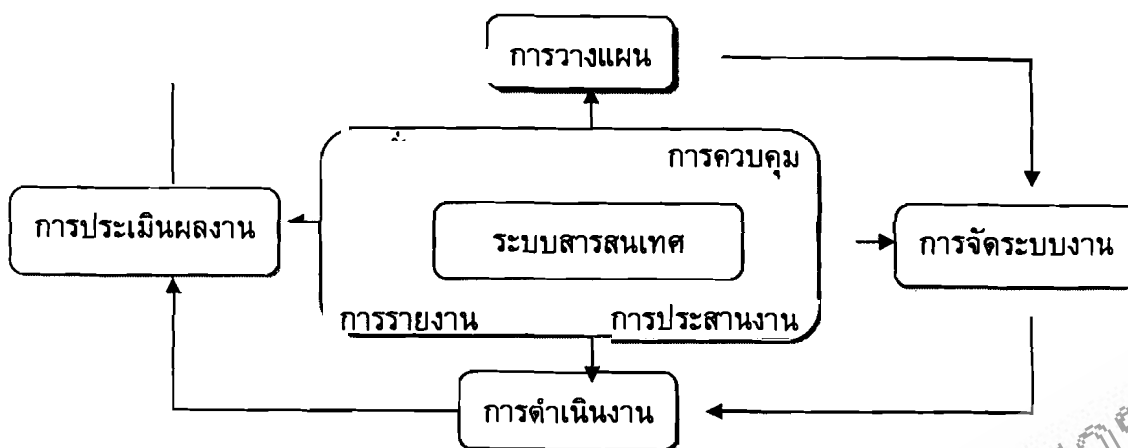 การวางแผน
การควบคุม
การประเมินผลงาน
ระบบสารสนเทศ
การจัดระบบงาน
การรายงาน
การประสานงาน
การดำเนินงาน